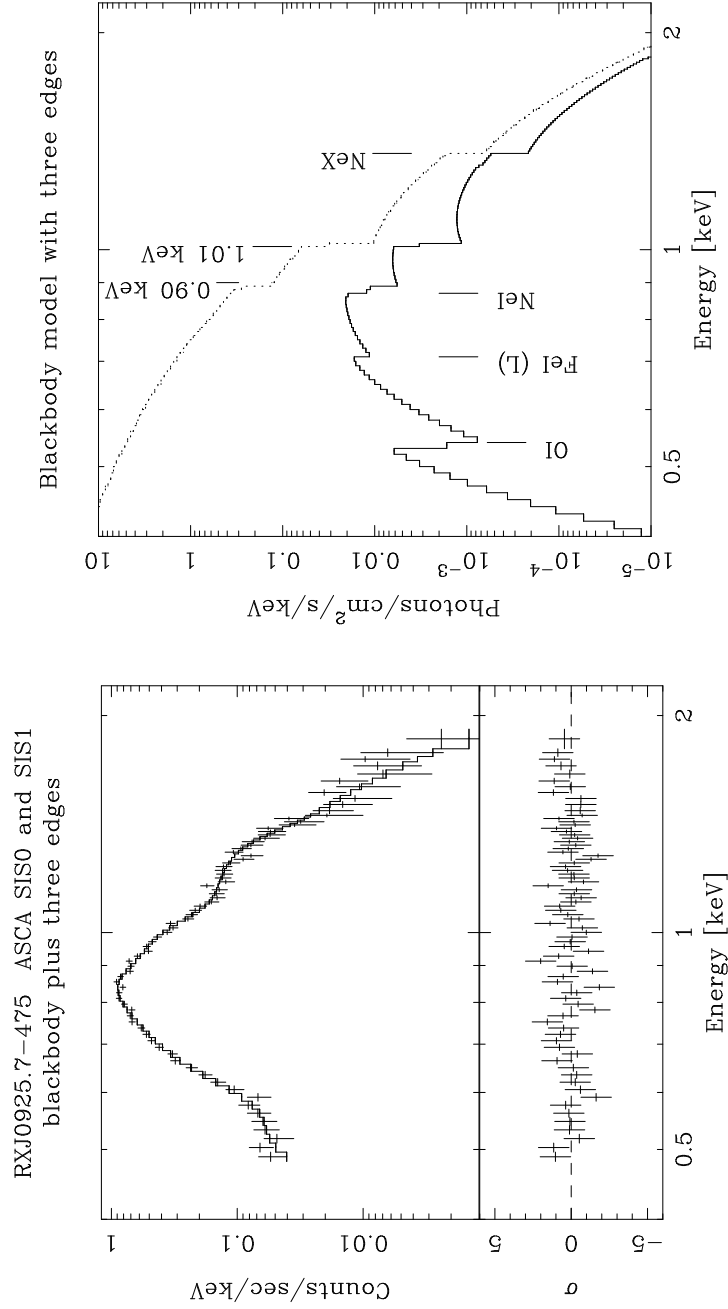 RXJ0925.7−475 ASCA SIS0 and SIS1
blackbody plus three edges
Counts/sec/keV
1
0.1
0.01
σ
5
0
−5
0.5
1
2
Energy [keV]
Blackbody model with three edges
Photons/cm²/s/keV
10
1
0.1
0.01
10⁻³
10⁻⁴
10⁻⁵
0.90 keV
1.01 keV
NeX
OI
FeI (L)
NeI
0.5
1
2
Energy [keV]